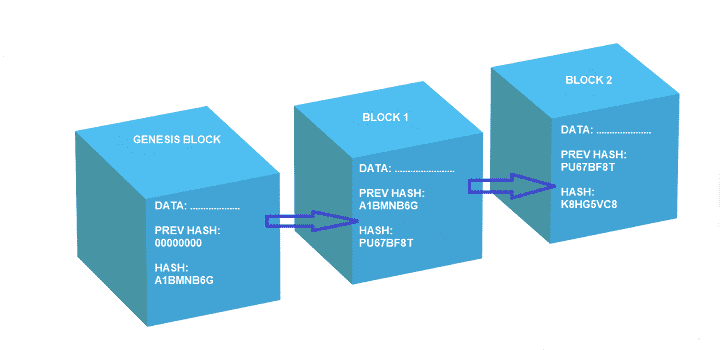 GENESIS BLOCK
DATA: ...................
PREV HASH:
00000000
HASH:
A1BMNB6G
BLOCK 1
DATA: .......................
PREV HASH:
A1BMNB6G
HASH:
PU67BF8T
BLOCK 2
DATA: .....................
PREV HASH:
PU67BF8T
HASH:
K8HG5VC8